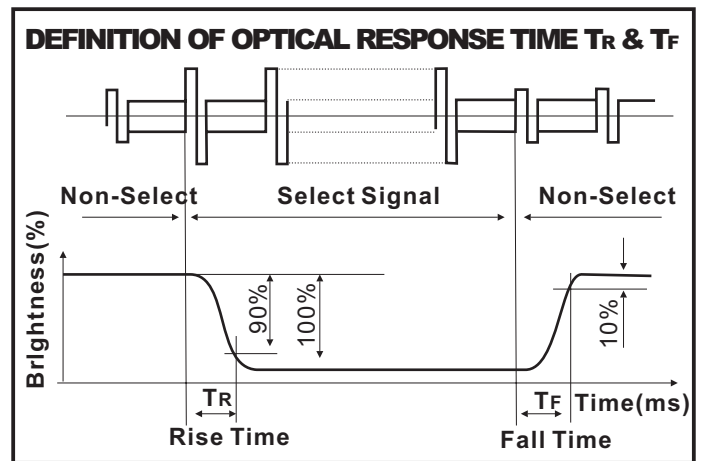 DEFINITION OF OPTICAL RESPONSE TIME TR & TF
Non-Select
Select Signal
Non-Select
BrIghtness(%)
90%
100%
10%
TR
TF
Time(ms)
Rise Time
Fall Time